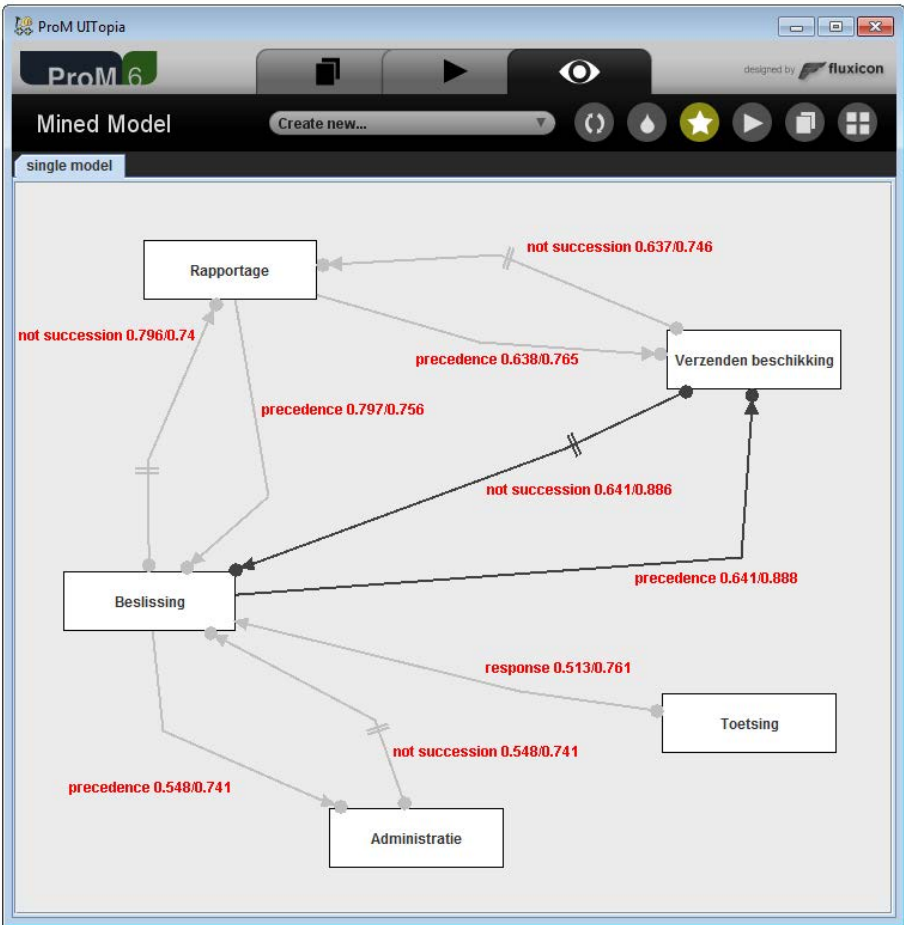 ProM UITopia
ProM 6
designed by fluxicon
Mined Model
Create new...
single model
not succession 0.637/0.746
Rapportage
not succession 0.796/0.74
precedence 0.638/0.765
Verzenden beschikking
precedence 0.797/0.756
not succession 0.641/0.886
precedence 0.641/0.888
Beslissing
response 0.513/0.761
Toetsing
not succession 0.548/0.741
precedence 0.548/0.741
Administratie